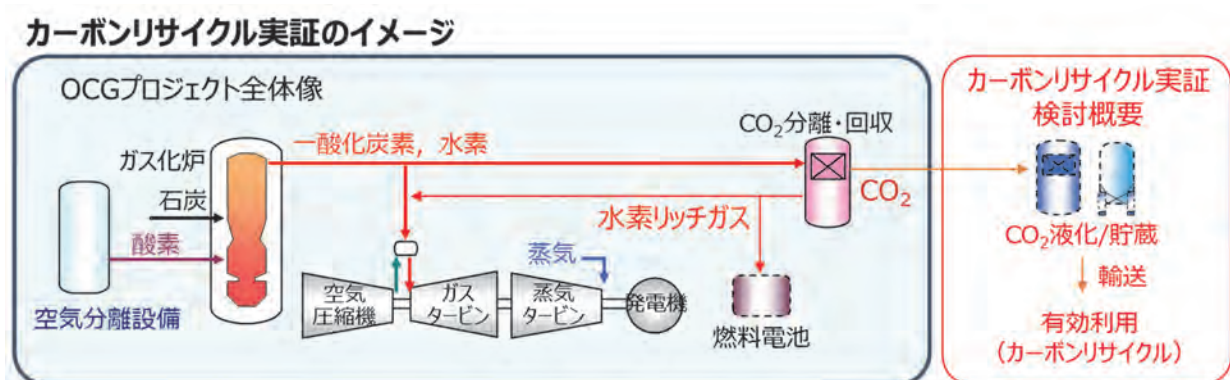 カーボンリサイクル実証のイメージ
OCGプロジェクト全体像
ガス化炉
石炭
酸素
空気分離設備
一酸化炭素，水素
CO₂分離・回収
CO₂
水素リッチガス
蒸気
空気
圧縮機
ガス
タービン
蒸気
タービン
発電機
燃料電池
カーボンリサイクル実証
検討概要
CO₂液化/貯蔵
輸送
有効利用
（カーボンリサイクル）